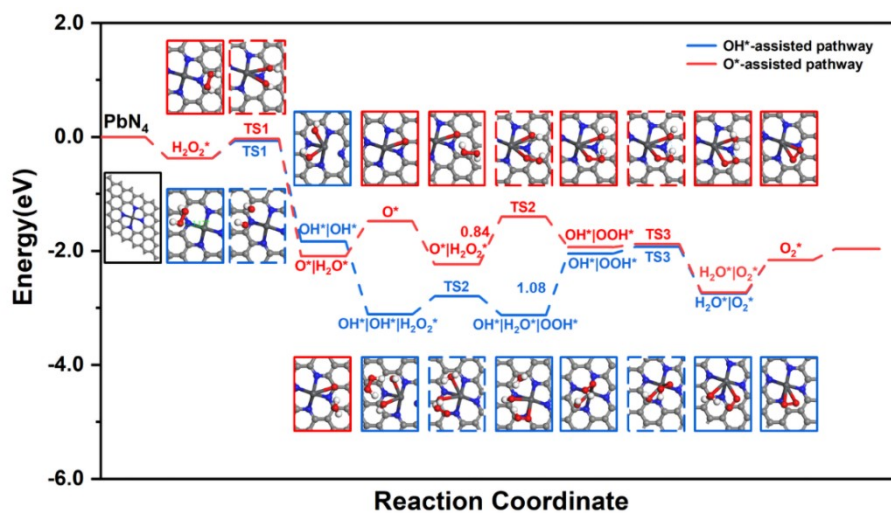 2.0
OH*-assisted pathway
O*-assisted pathway
PbN₄
0.0
H₂O₂*
TS1
TS1
OH*|OH*
O*|H₂O*
O*
0.84
O*|H₂O₂*
TS2
OH*|OOH*
OH*|OOH*
TS3
TS3
H₂O*|O₂*
H₂O*|O₂*
O₂*
-2.0
OH*|OH*|H₂O₂*
TS2
OH*|H₂O*|OOH*
1.08
-4.0
-6.0
Energy(eV)
Reaction Coordinate